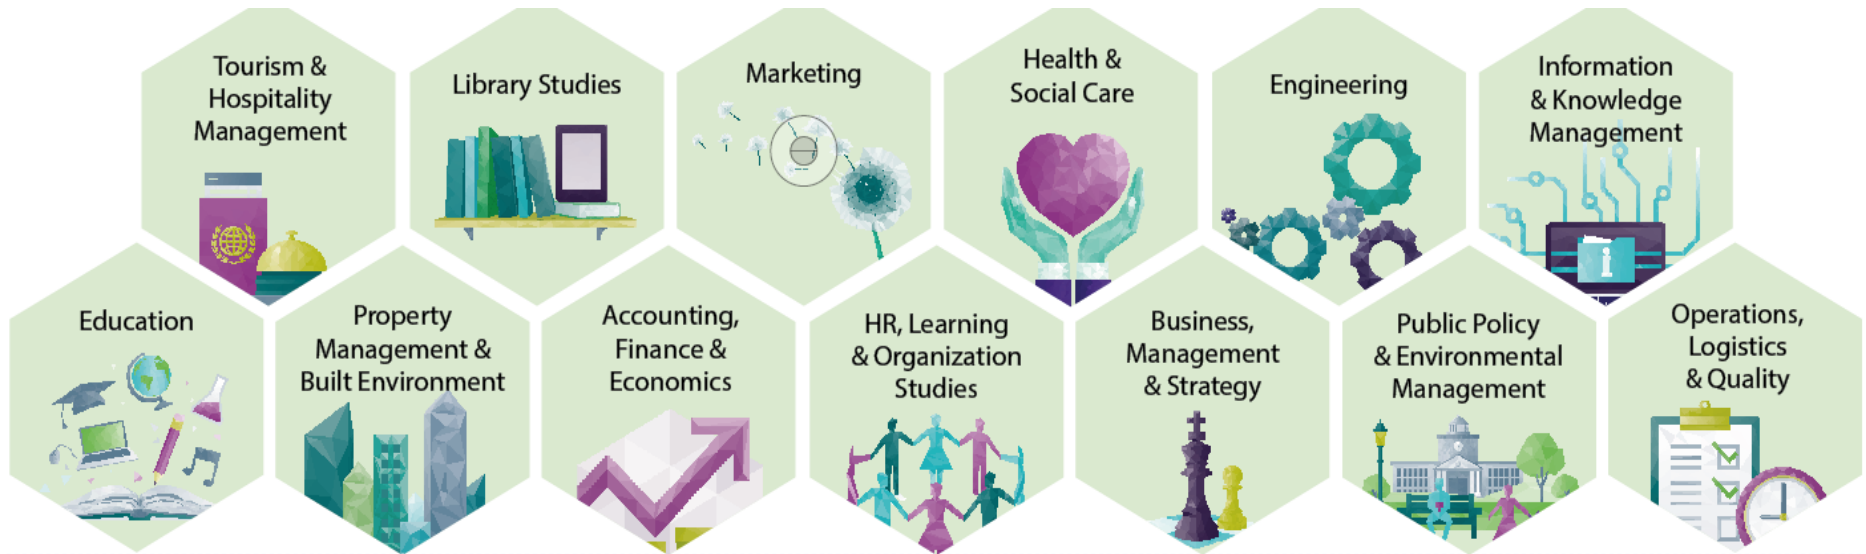 Tourism &
Hospitality
Management
Library Studies
Marketing
Health &
Social Care
Engineering
Information
& Knowledge
Management
i
Education
Property
Management &
Built Environment
Accounting,
Finance &
Economics
HR, Learning
& Organization
Studies
Business,
Management
& Strategy
Public Policy
& Environmental
Management
Operations,
Logistics
& Quality